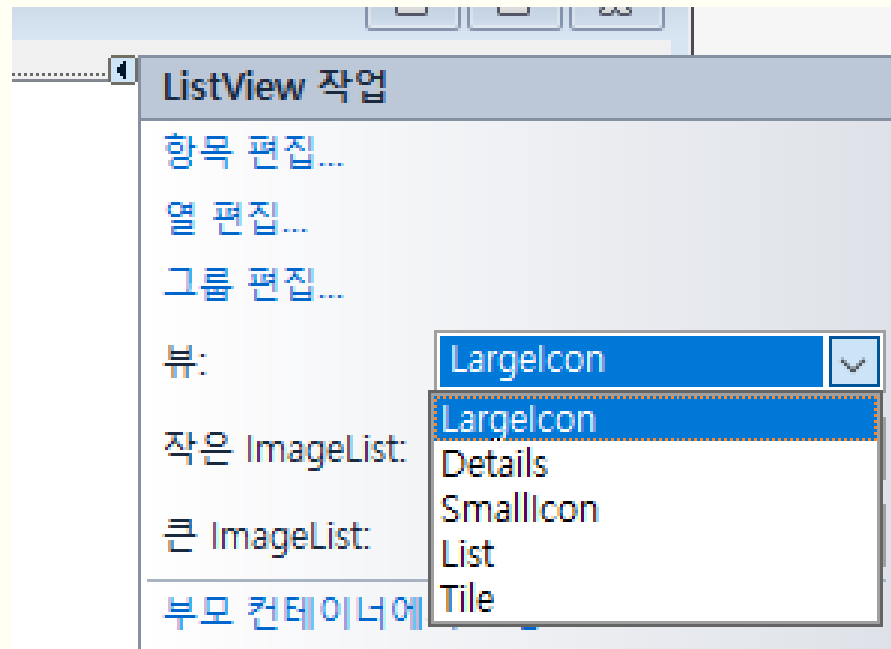 ListView 작업
항목 편집...
열 편집...
그룹 편집...
뷰: LargeIcon
LargeIcon
작은 ImageList:
Details
SmallIcon
큰 ImageList:
List
Tile
부모 컨테이너에